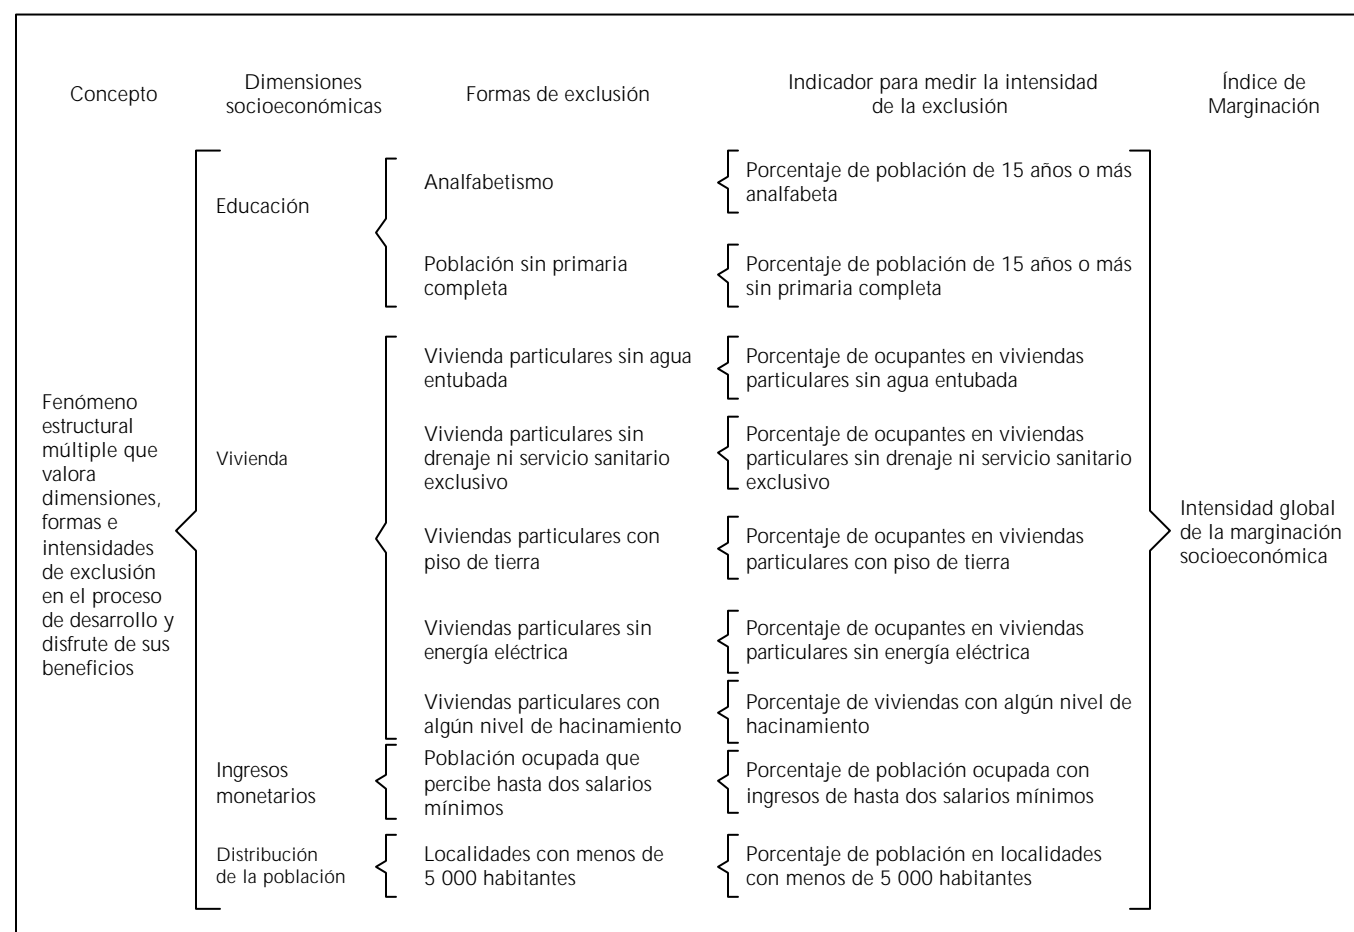 Concepto
Dimensiones
socioeconómicas
Formas de exclusión
Indicador para medir la intensidad
de la exclusión
Índice de
Marginación
Fenómeno
estructural
múltiple que
valora
dimensiones,
formas e
intensidades
de exclusión
en el proceso
de desarrollo y
disfrute de sus
beneficios
Educación
Analfabetismo
Porcentaje de población de 15 años o más
analfabeta
Población sin primaria
completa
Porcentaje de población de 15 años o más
sin primaria completa
Vivienda
Vivienda particulares sin agua
entubada
Porcentaje de ocupantes en viviendas
particulares sin agua entubada
Vivienda particulares sin
drenaje ni servicio sanitario
exclusivo
Porcentaje de ocupantes en viviendas
particulares sin drenaje ni servicio sanitario
exclusivo
Viviendas particulares con
piso de tierra
Porcentaje de ocupantes en viviendas
particulares con piso de tierra
Viviendas particulares sin
energía eléctrica
Porcentaje de ocupantes en viviendas
particulares sin energía eléctrica
Viviendas particulares con
algún nivel de hacinamiento
Porcentaje de viviendas con algún nivel de
hacinamiento
Ingresos
monetarios
Población ocupada que
percibe hasta dos salarios
mínimos
Porcentaje de población ocupada con
ingresos de hasta dos salarios mínimos
Distribución
de la población
Localidades con menos de
5 000 habitantes
Porcentaje de población en localidades
con menos de 5 000 habitantes
Intensidad global
de la marginación
socioeconómica